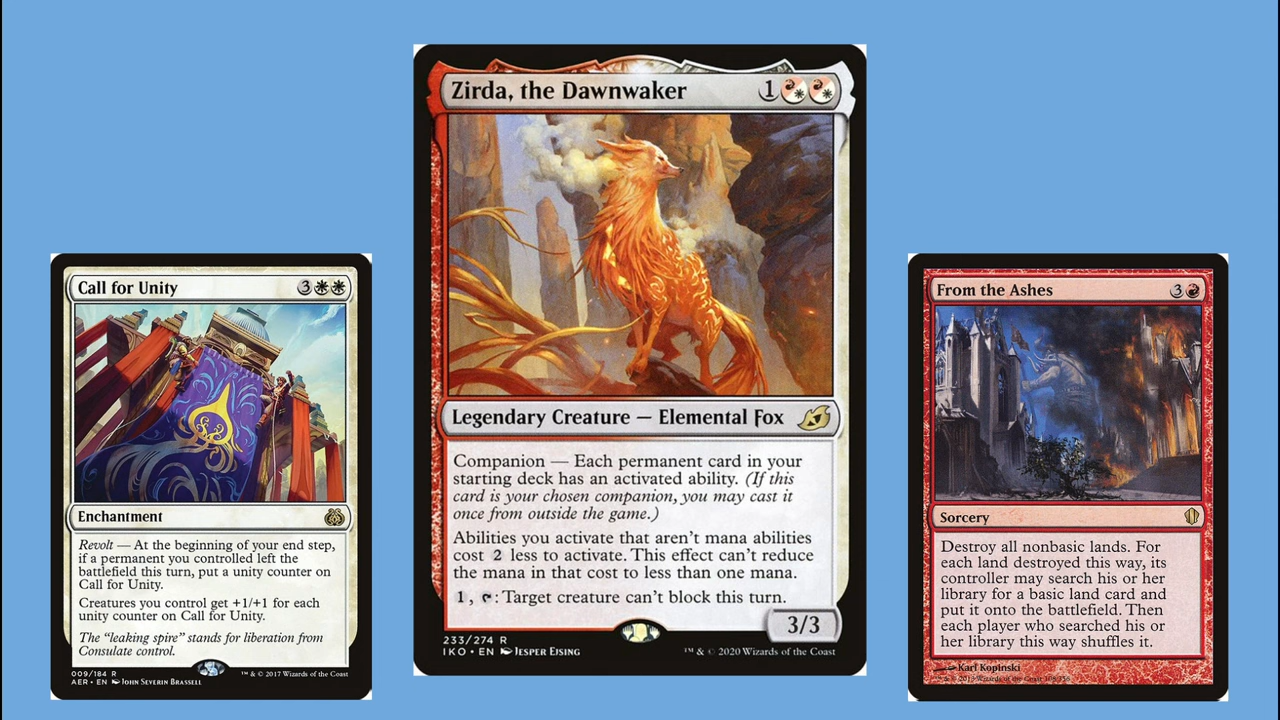 Call for Unity 3
Enchantment
Revolt — At the beginning of your end step,
if a permanent you controlled left the
battlefield this turn, put a unity counter on
Call for Unity.
Creatures you control get +1/+1 for each
unity counter on Call for Unity.
The “leaking spire” stands for liberation from
Consulate control.
009/184 R
AER • EN John Severin Brassell
™ & © 2017 Wizards of the Coast
Zirda, the Dawnwaker 1
Legendary Creature — Elemental Fox
Companion — Each permanent card in your
starting deck has an activated ability. (If this
card is your chosen companion, you may cast it
once from outside the game.)
Abilities you activate that aren’t mana abilities
cost 2 less to activate. This effect can’t reduce
the mana in that cost to less than one mana.
1, : Target creature can’t block this turn.
3/3
233/274 R
IKO • EN Jesper Eising
™ & © 2020 Wizards of the Coast
From the Ashes 3
Sorcery
Destroy all nonbasic lands. For
each land destroyed this way, its
controller may search his or her
library for a basic land card and
put it onto the battlefield. Then
each player who searched his or
her library this way shuffles it.
Karl Kopinski
Wizards of the Coast